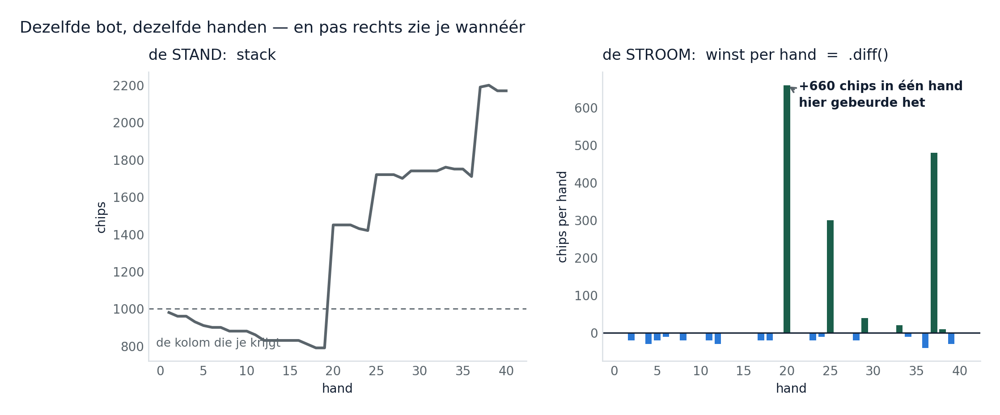 Dezelfde bot, dezelfde handen — en pas rechts zie je wannéér
de STAND:  stack
2200
2000
1800
1600
1400
1200
1000
800
chips
de kolom die je krijgt
0 5 10 15 20 25 30 35 40
hand
de STROOM:  winst per hand  =  .diff()
+660 chips in één hand
hier gebeurde het
600
500
400
300
200
100
0
chips per hand
0 5 10 15 20 25 30 35 40
hand